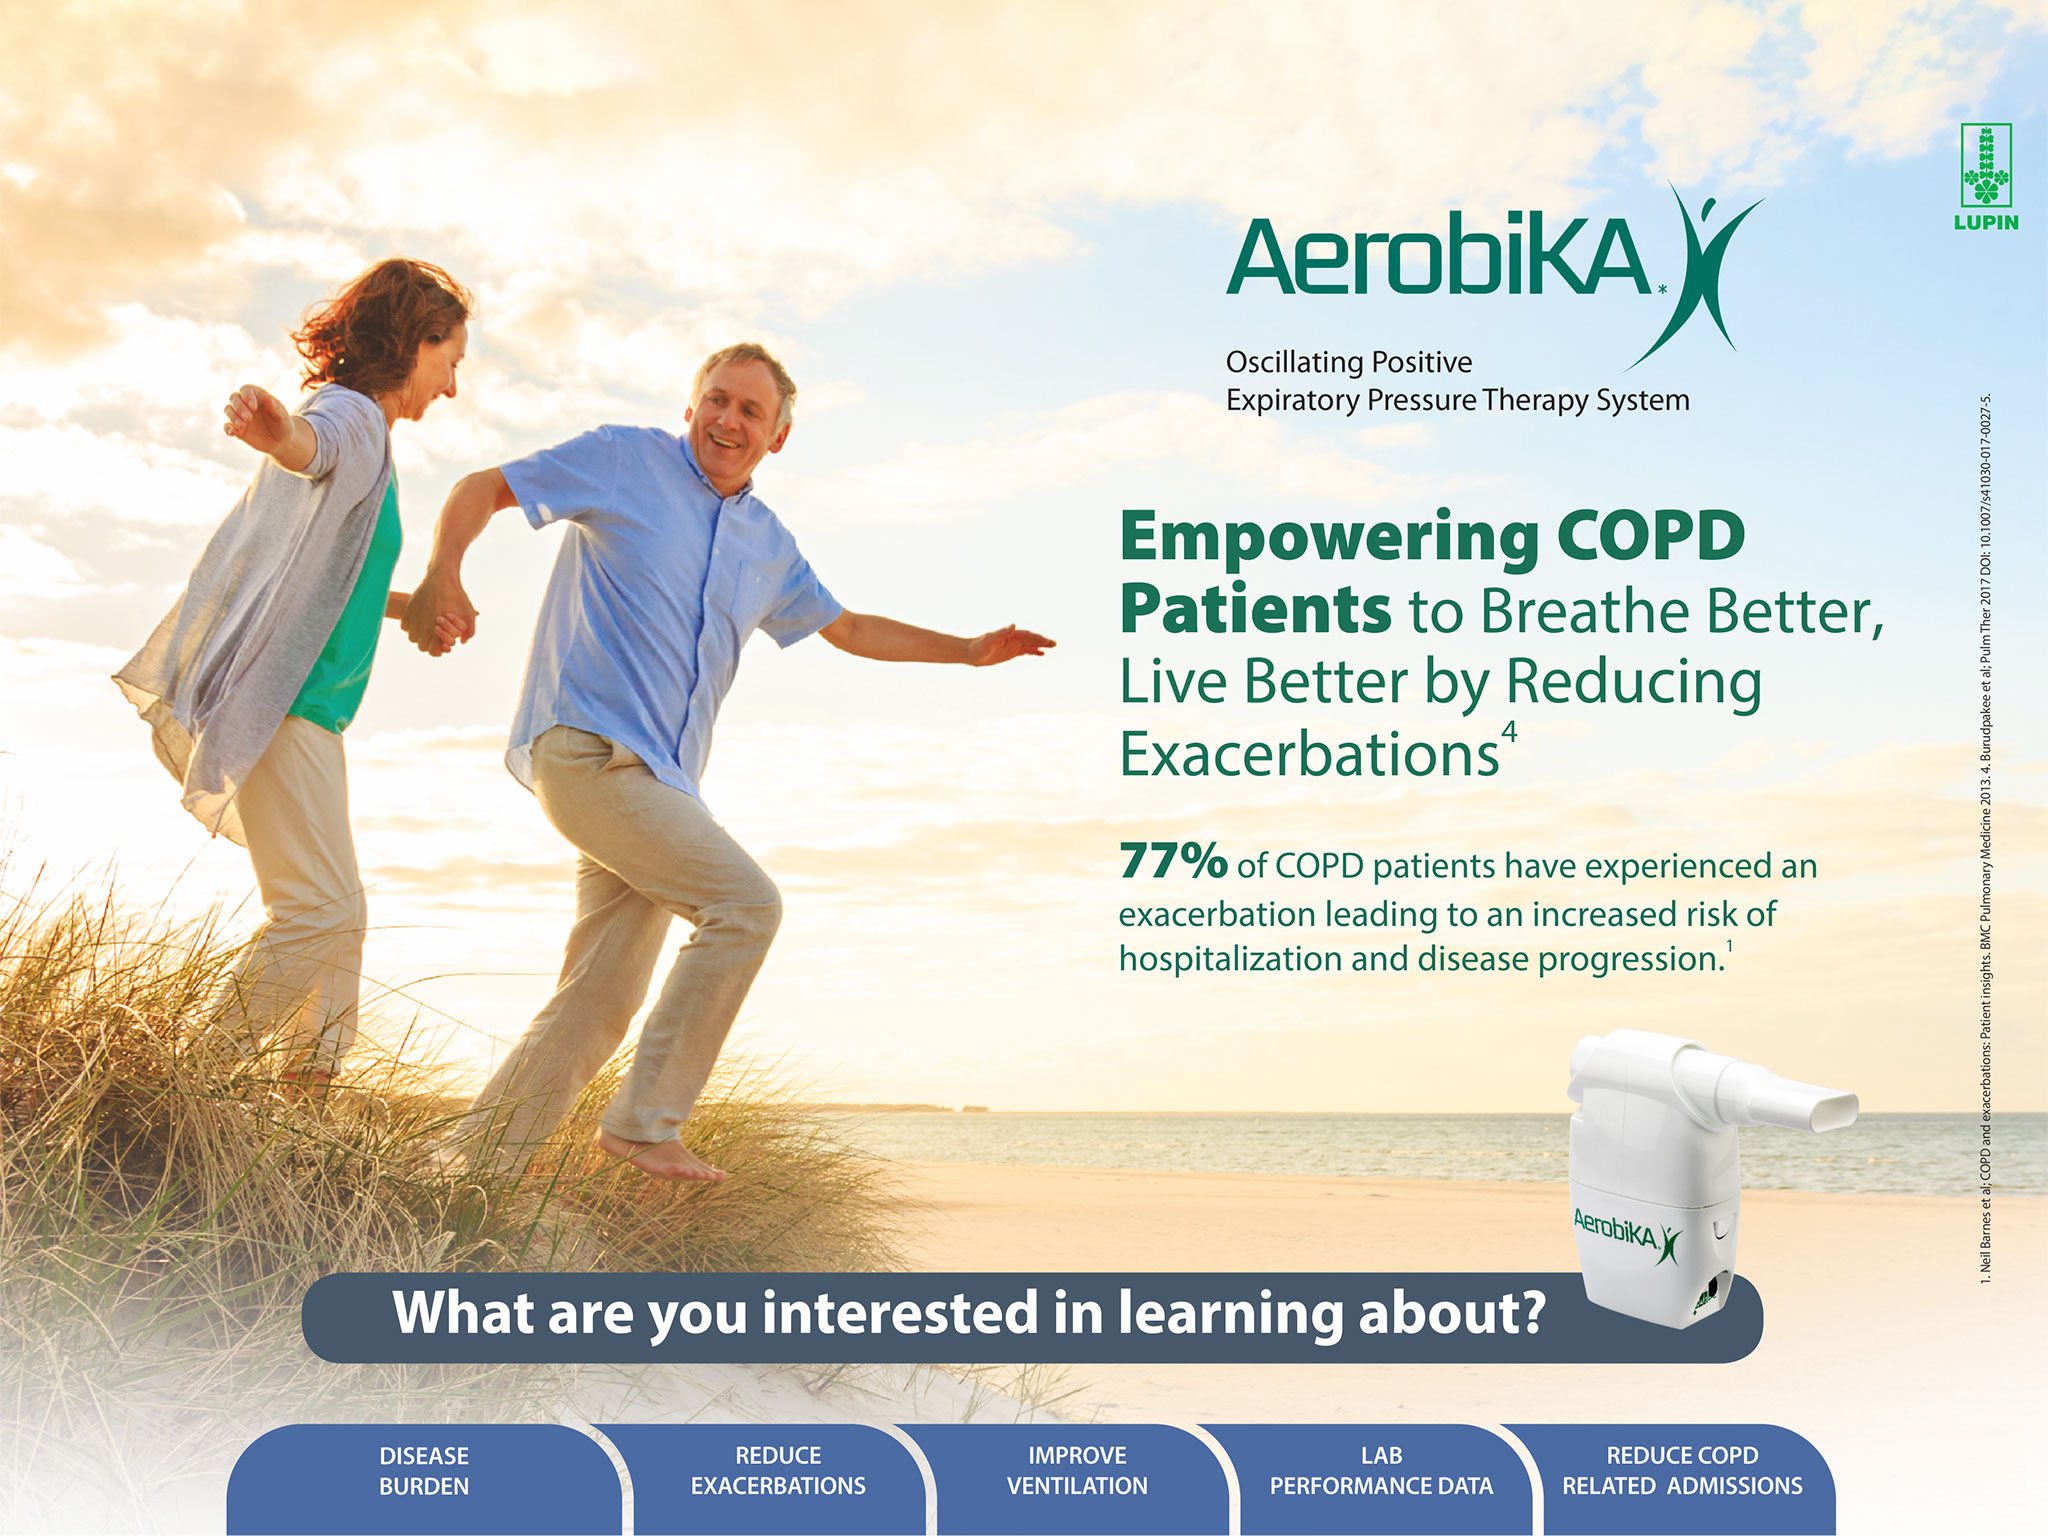 LUPIN
AerobiKA*
Oscillating Positive
Expiratory Pressure Therapy System
Empowering COPD
Patients to Breathe Better,
Live Better by Reducing
Exacerbations4
77% of COPD patients have experienced an
exacerbation leading to an increased risk of
hospitalization and disease progression.1
1. Neil Barnes et al; COPD and exacerbations: Patient insights. BMC Pulmonary Medicine 2013. 4. Burudpakee et al; Pulm Ther 2017 DOI: 10.1007/s41030-017-0027-5.
AerobiKA*
What are you interested in learning about?
DISEASE
BURDEN
REDUCE
EXACERBATIONS
IMPROVE
VENTILATION
LAB
PERFORMANCE DATA
REDUCE COPD
RELATED ADMISSIONS